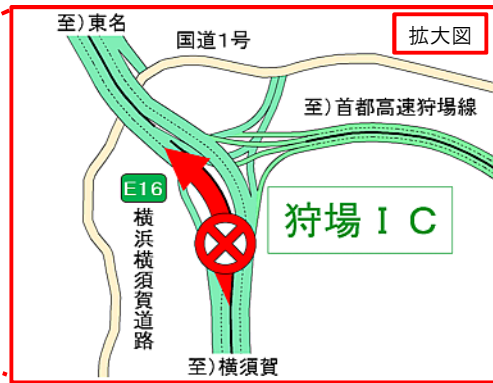 至）東名
国道1号
拡大図
至）首都高速狩場線
E16
横浜横須賀道路
狩場ＩＣ
至）横須賀